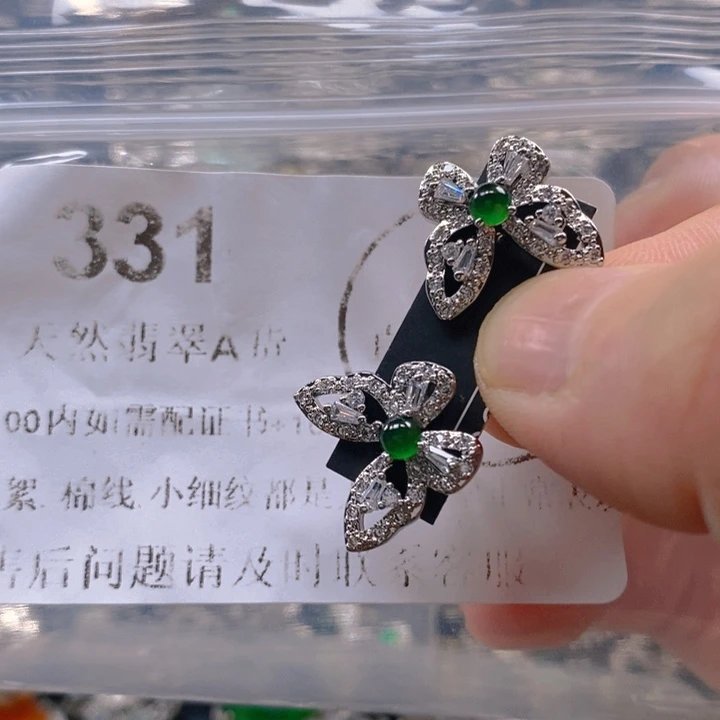 331
天然翡翠A货
00内如需配证书+10
絮 棉线 小细纹都是
售后问题请及时联系客服